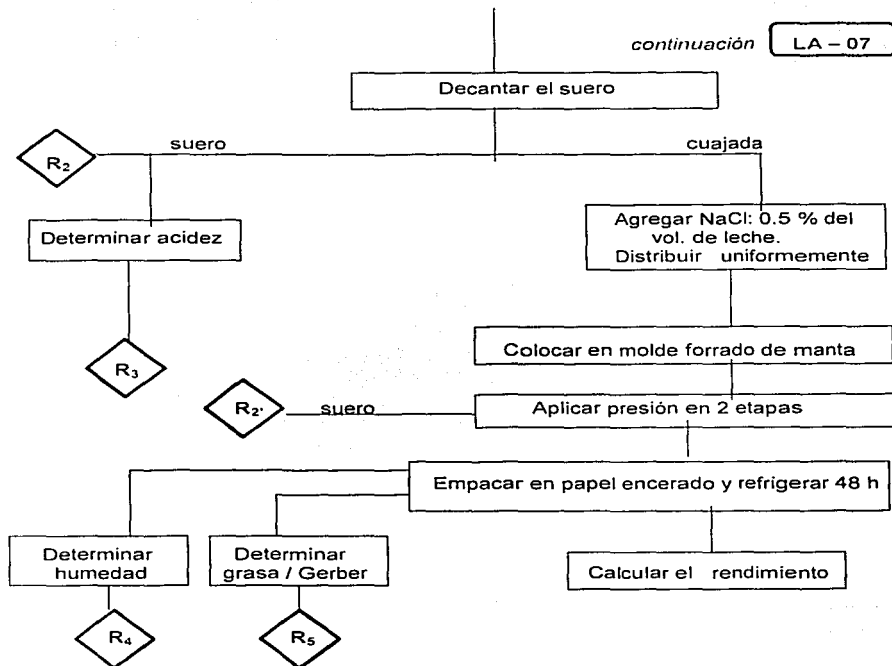 continuación LA – 07
Decantar el suero
suero
cuajada
R₂
Determinar acidez
Agregar NaCl: 0.5 % del
vol. de leche.
Distribuir uniformemente
R₃
Colocar en molde forrado de manta
R₂'
suero
Aplicar presión en 2 etapas
Empacar en papel encerado y refrigerar 48 h
Determinar
humedad
Determinar
grasa / Gerber
Calcular el rendimiento
R₄
R₅